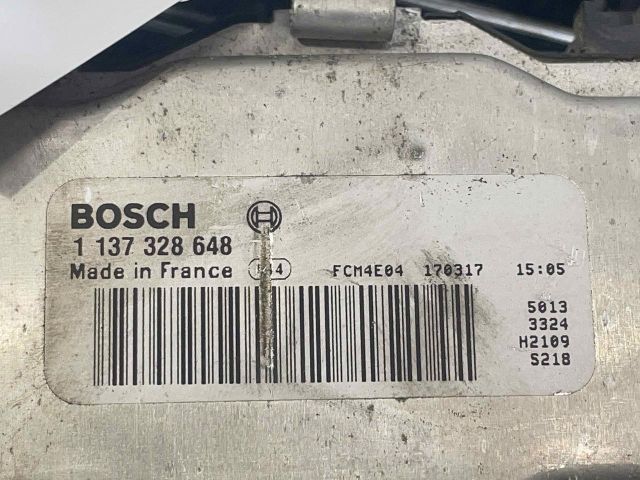 BOSCH
1 137 328 648
Made in France FCM4E04 170317 15:05
5013
3324
H2109
S218